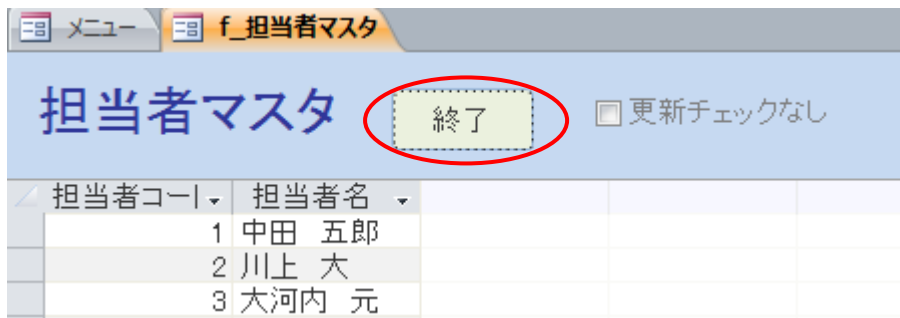 メニュー f_担当者マスタ
担当者マスタ 終了 更新チェックなし
担当者コー 担当者名
1 中田 五郎
2 川上 大
3 大河内 元